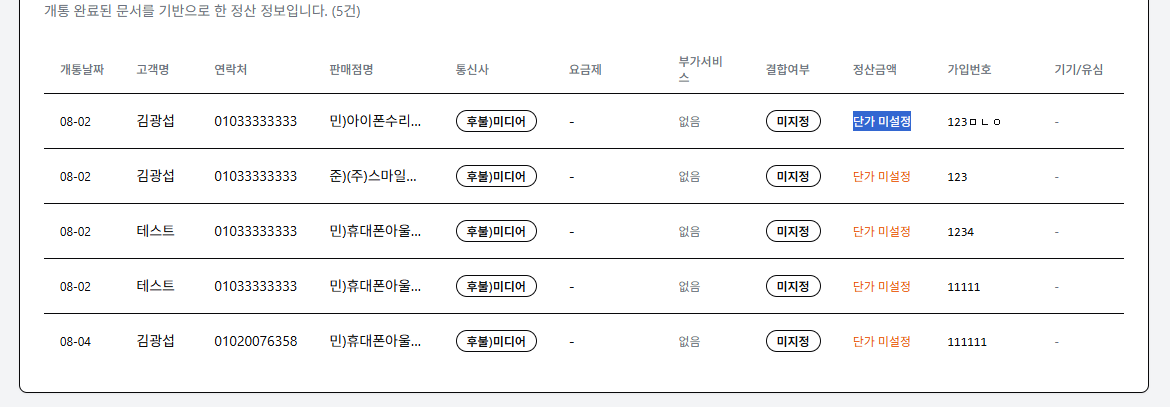 개통 완료된 문서를 기반으로 한 정산 정보입니다. (5건)
개통날짜 고객명 연락처 판매점명 통신사 요금제 부가서비스 결합여부 정산금액 가입번호 기기/유심
08-02 김광섭 01033333333 민)아이폰수리... 후불)미디어 - 없음 미지정 단가 미설정 123ㅁㄴㅇ -
08-02 김광섭 01033333333 준)(주)스마일... 후불)미디어 - 없음 미지정 단가 미설정 123 -
08-02 테스트 01033333333 민)휴대폰아울... 후불)미디어 - 없음 미지정 단가 미설정 1234 -
08-02 테스트 01033333333 민)휴대폰아울... 후불)미디어 - 없음 미지정 단가 미설정 11111 -
08-04 김광섭 01020076358 민)휴대폰아울... 후불)미디어 - 없음 미지정 단가 미설정 111111 -